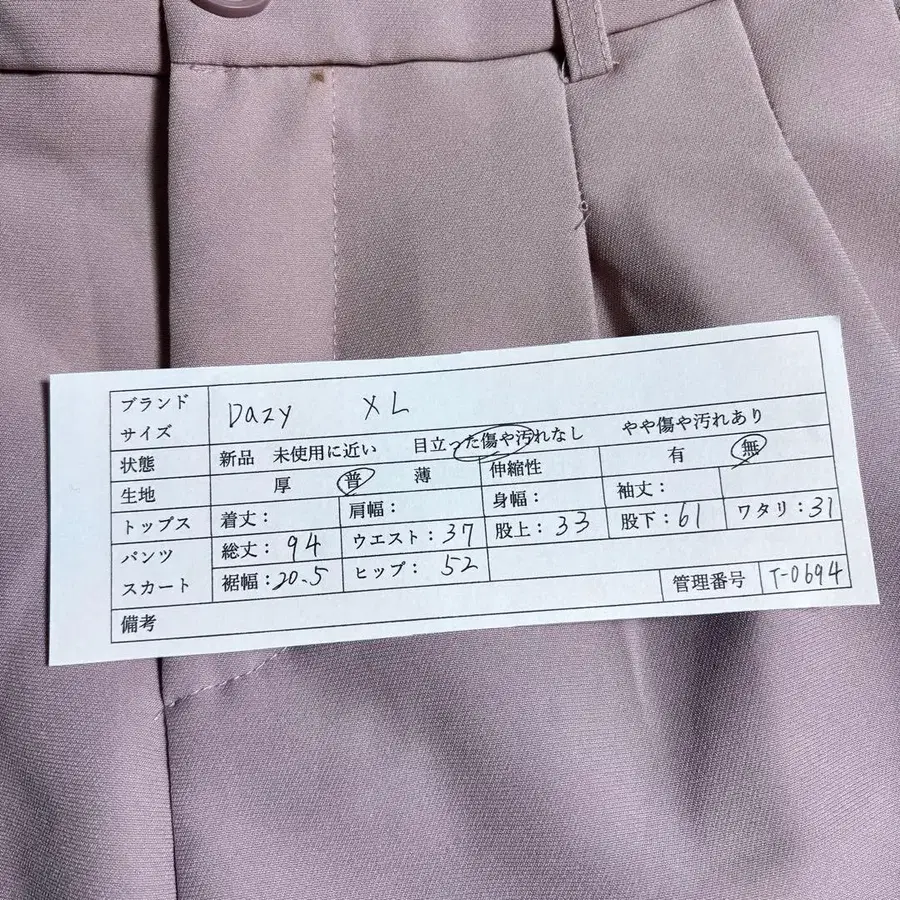 ブランド
サイズ Dazy XL
状態 新品 未使用に近い 目立った傷や汚れなし やや傷や汚れあり
生地 厚 普 薄 伸縮性 有 無
トップス 着丈: 肩幅: 身幅: 袖丈:
パンツ 総丈: 94 ウエスト: 37 股上: 33 股下: 61 ワタリ: 31
スカート 裾幅: 20.5 ヒップ: 52
備考 管理番号 T-0694